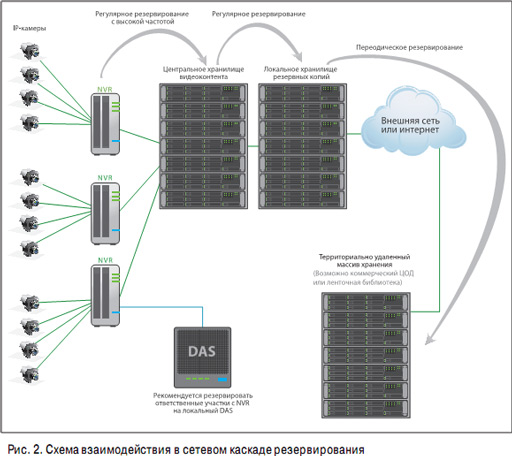 Регулярное резервирование
с высокой частотой
Регулярное резервирование
IP-камеры
Периодическое резервирование
Центральное хранилище
видеоконтента
Локальное хранилище
резервных копий
NVR
Внешняя сеть
или интернет
NVR
NVR
Территориально удаленный
массив хранения
(Возможно коммерческий ЦОД
или ленточная библиотека)
DAS
Рекомендуется резервировать
ответственные участки с NVR
на локальный DAS
Рис. 2. Схема взаимодействия в сетевом каскаде резервирования